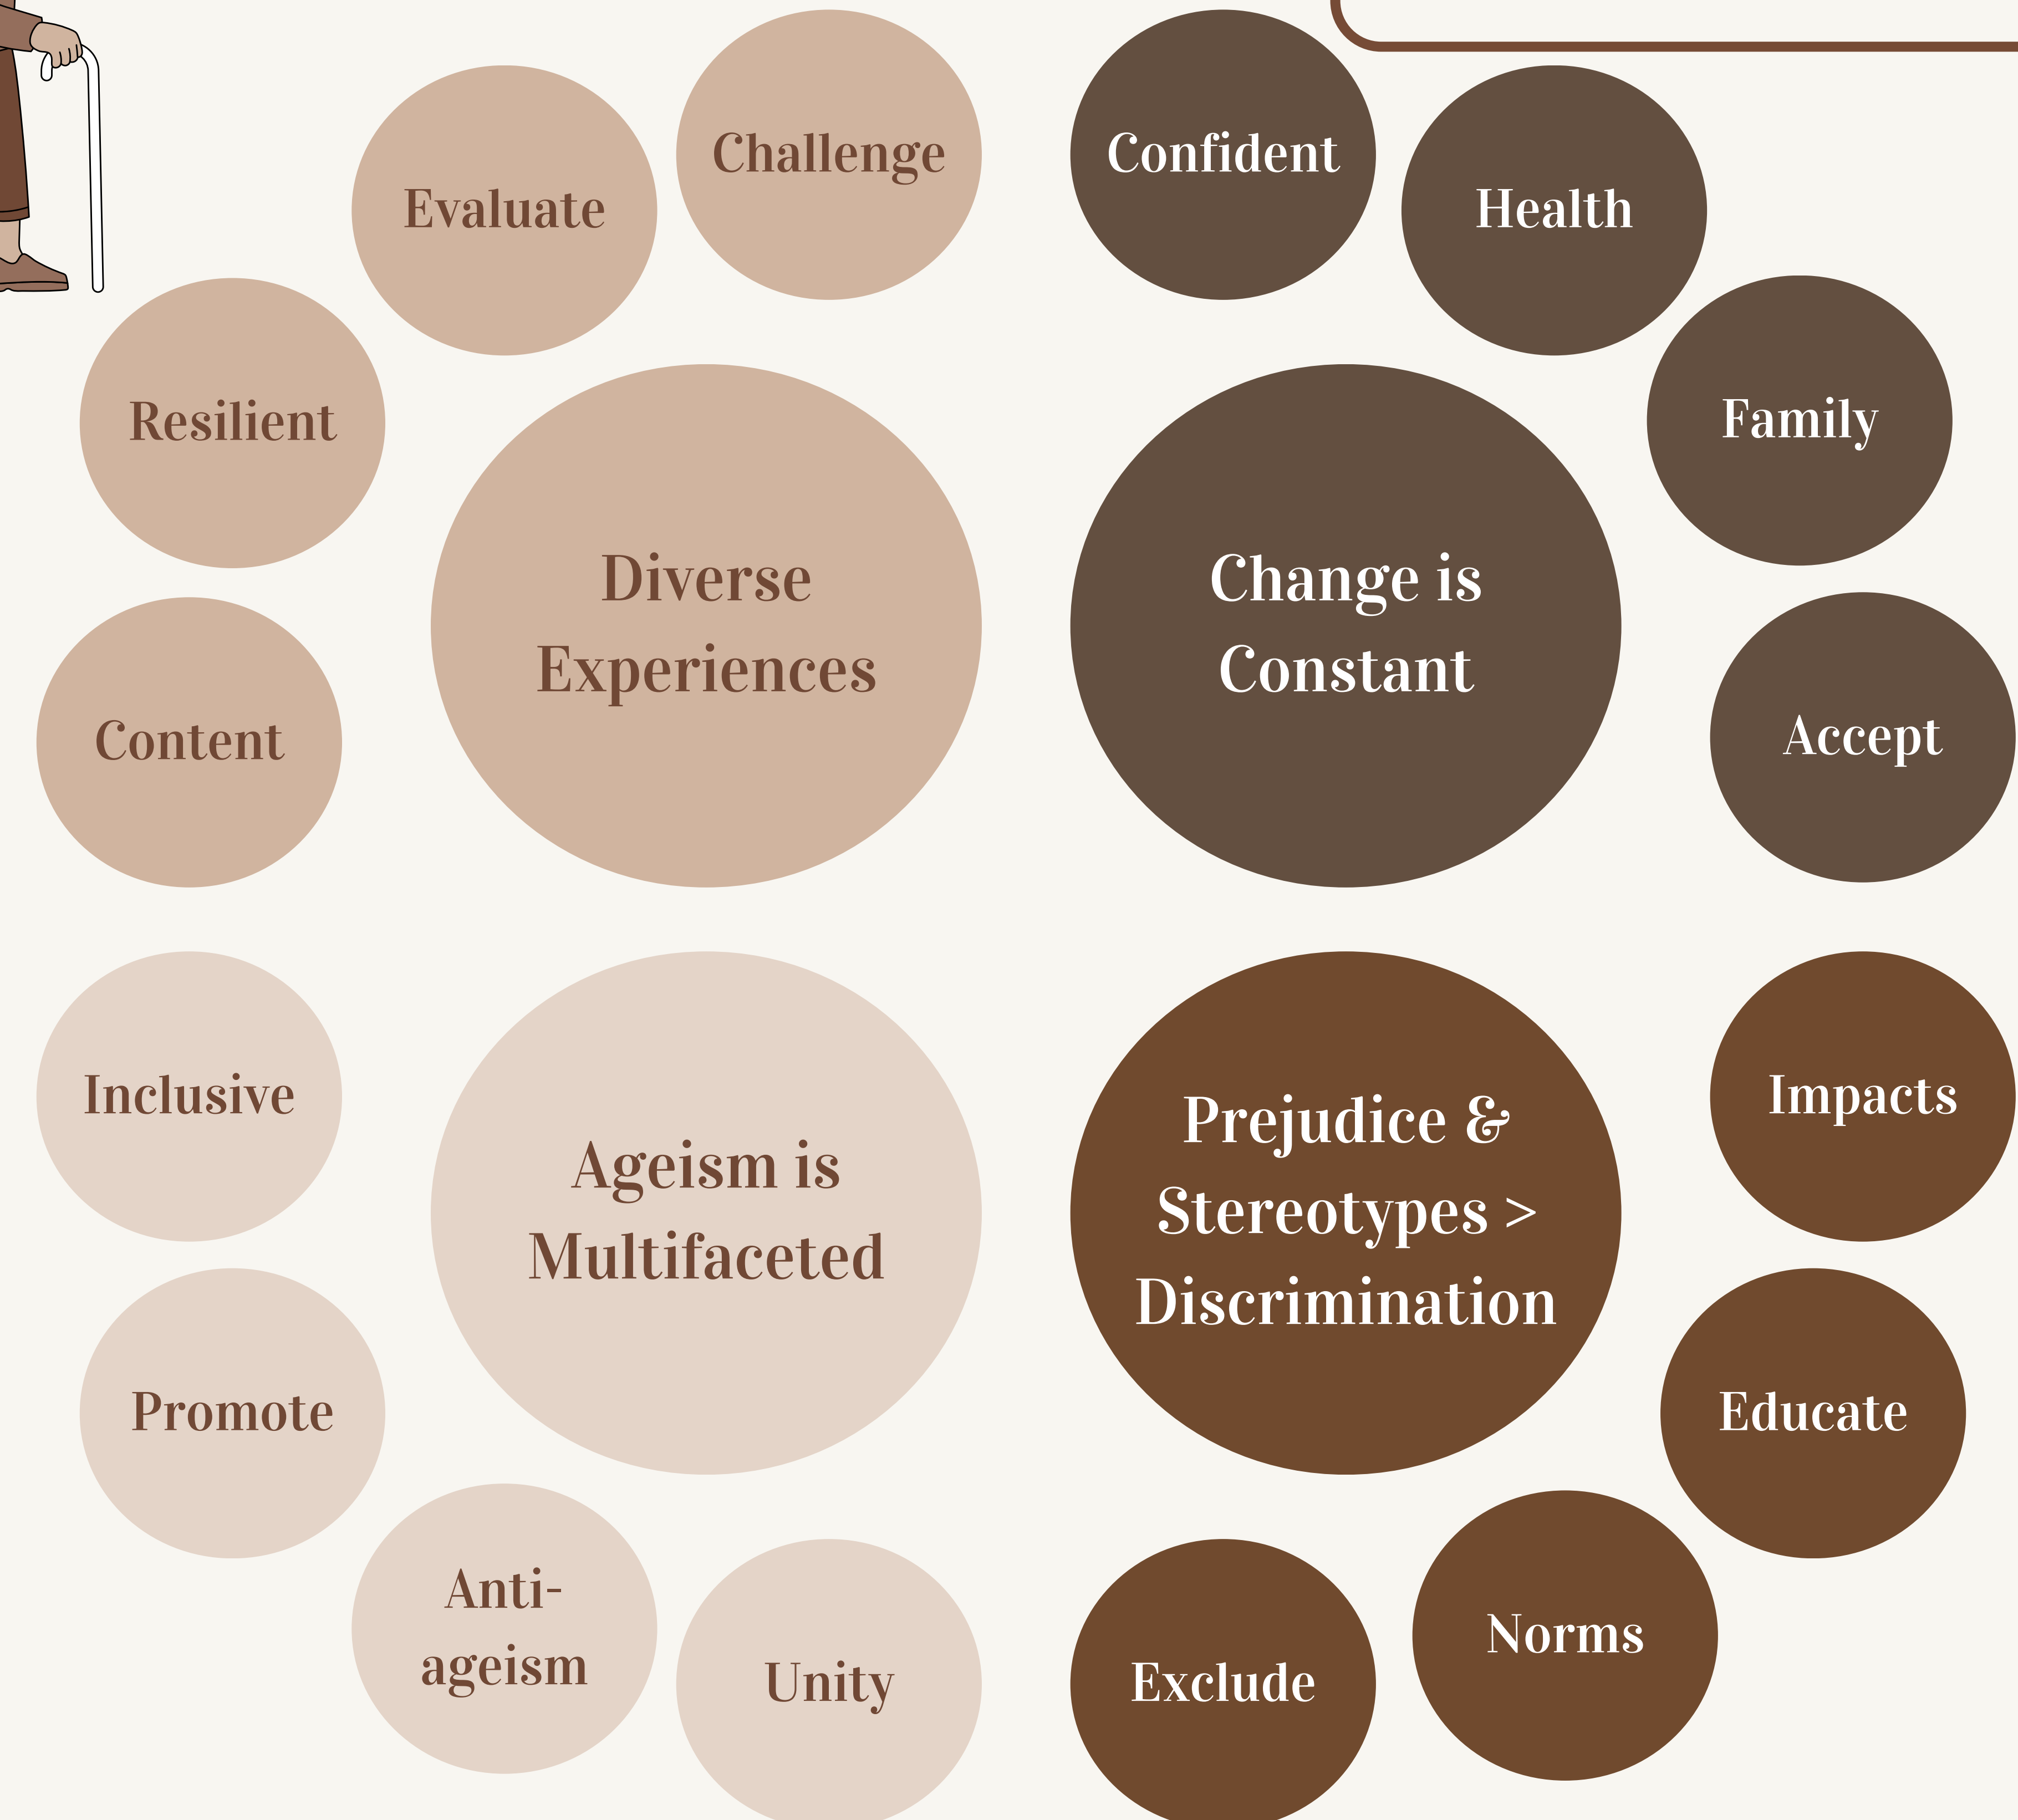 Challenge
Evaluate
Resilient
Content
Diverse
Experiences
Confident
Health
Family
Accept
Change is
Constant
Inclusive
Promote
Anti-
ageism
Unity
Ageism is
Multifaceted
Prejudice &
Stereotypes >
Discrimination
Impacts
Educate
Norms
Exclude